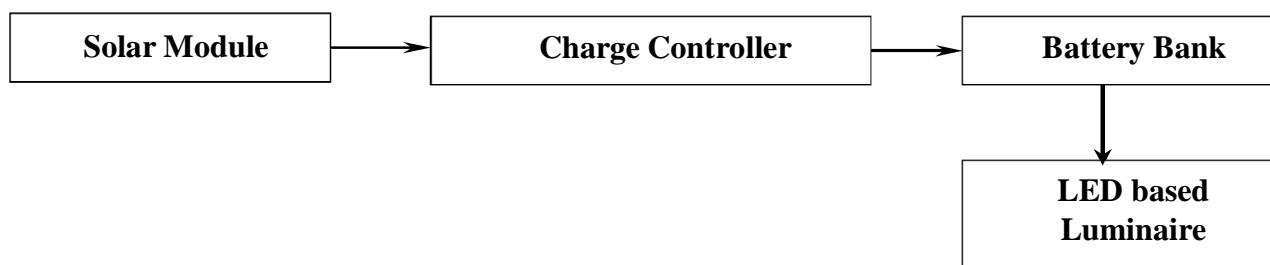 Solar Module
Charge Controller
Battery Bank
LED based
Luminaire